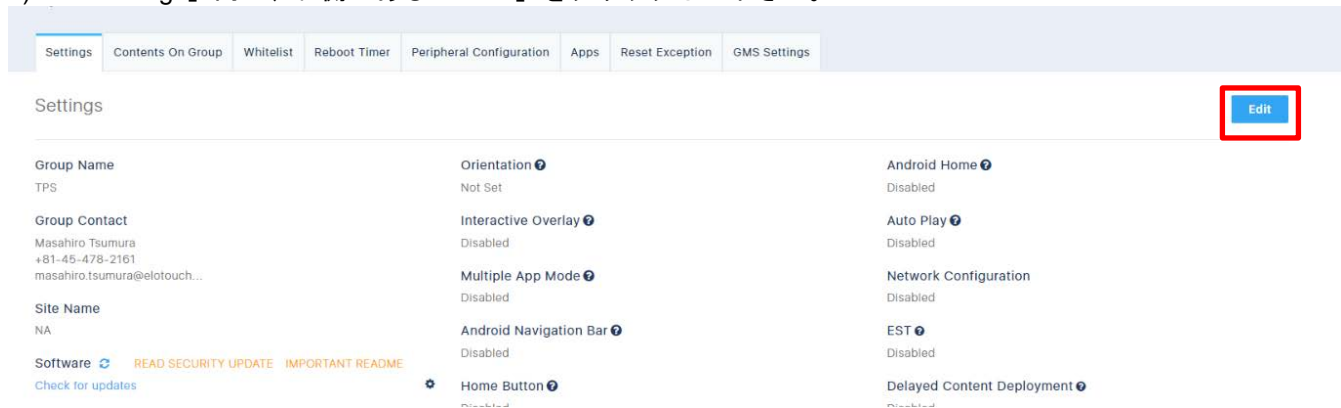 Settings
Contents On Group
Whitelist
Reboot Timer
Peripheral Configuration
Apps
Reset Exception
GMS Settings
Settings
Edit
Group Name
TPS
Group Contact
Masahiro Tsumura
+81-45-478-2161
masahiro.tsumura@elotouch...
Site Name
NA
Software READ SECURITY UPDATE IMPORTANT README
Check for updates
Orientation
Not Set
Interactive Overlay
Disabled
Multiple App Mode
Disabled
Android Navigation Bar
Disabled
Home Button
Disabled
Android Home
Disabled
Auto Play
Disabled
Network Configuration
Disabled
EST
Disabled
Delayed Content Deployment
Disabled